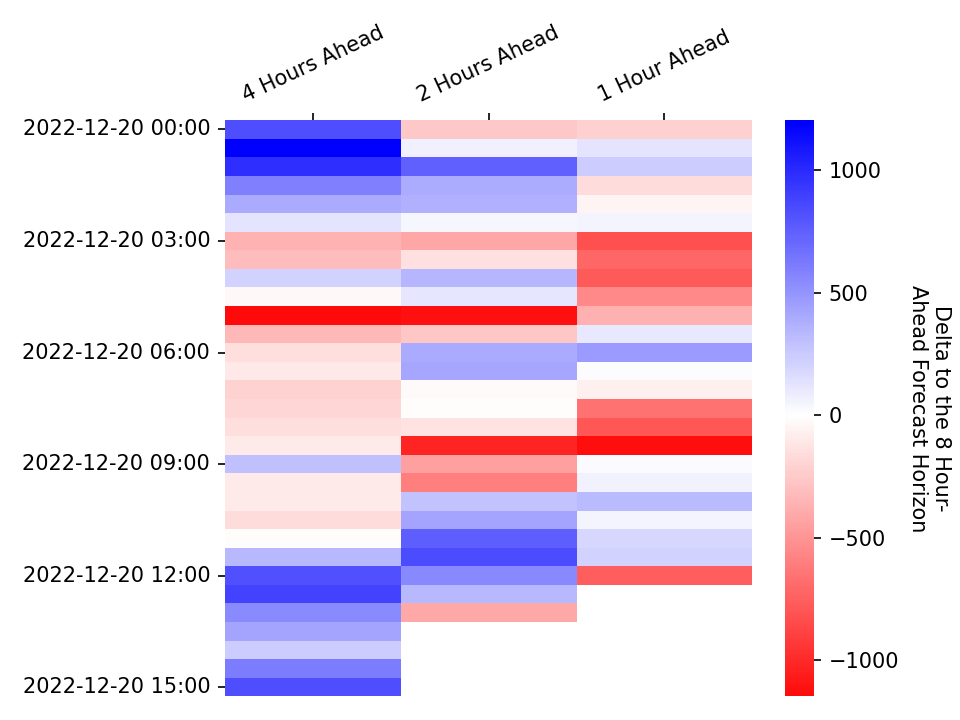 4 Hours Ahead
2 Hours Ahead
1 Hour Ahead
2022-12-20 00:00
2022-12-20 03:00
2022-12-20 06:00
2022-12-20 09:00
2022-12-20 12:00
2022-12-20 15:00
1000
500
0
−500
−1000
Delta to the 8 Hour-
Ahead Forecast Horizon